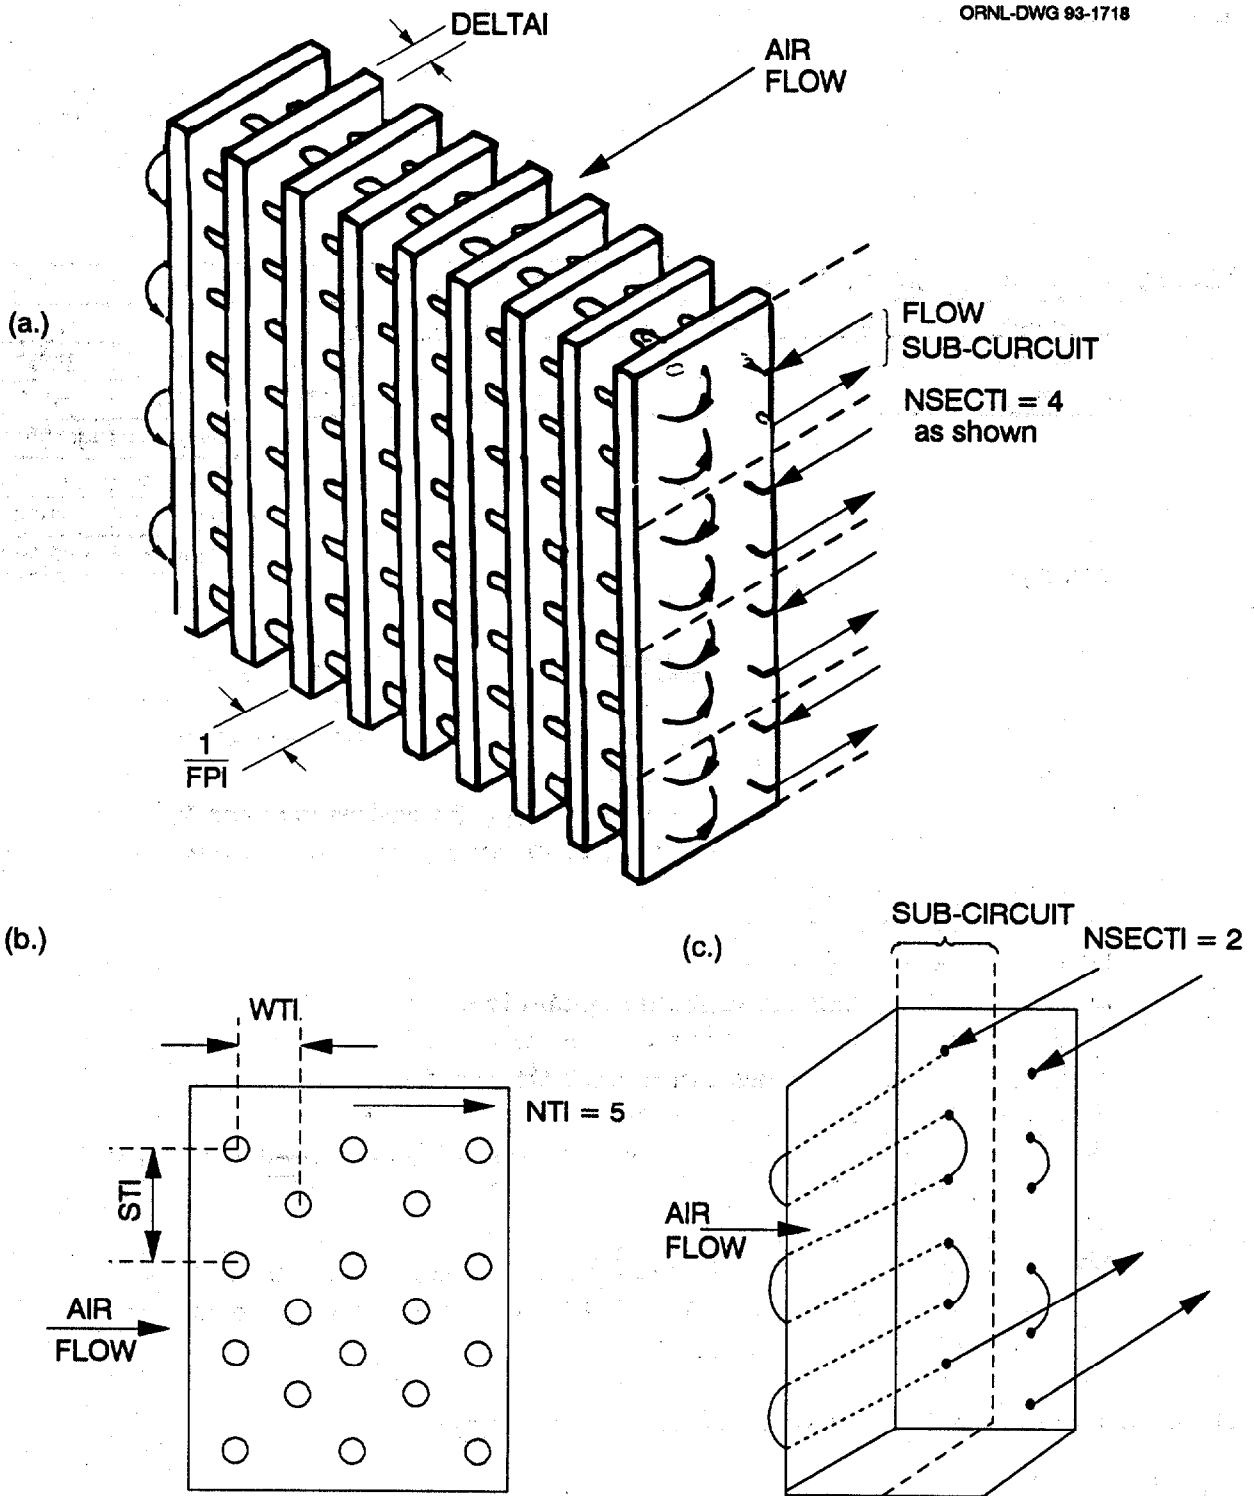 ORNL-DWG 93-1718
DELTAI
AIR
FLOW
(a.)
FLOW
SUB-CURCUIT
NSECTI = 4
as shown
1
FPI
(b.)
WTI
NTI = 5
STI
AIR
FLOW
(c.)
SUB-CIRCUIT
NSECTI = 2
AIR
FLOW